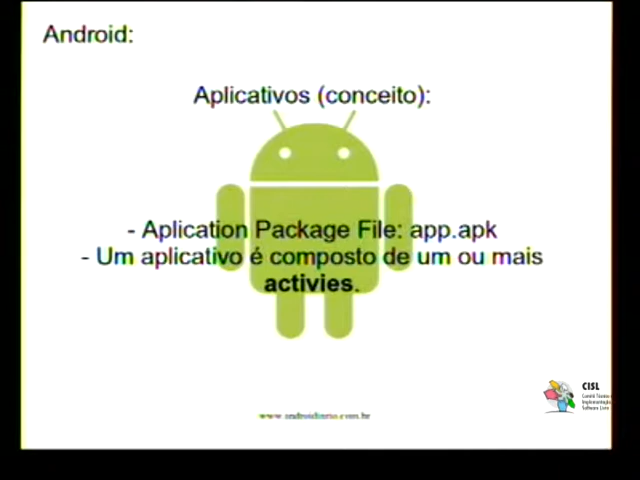 Android:
Aplicativos (conceito):
- Aplication Package File: app.apk
- Um aplicativo é composto de um ou mais
activies.
CISL